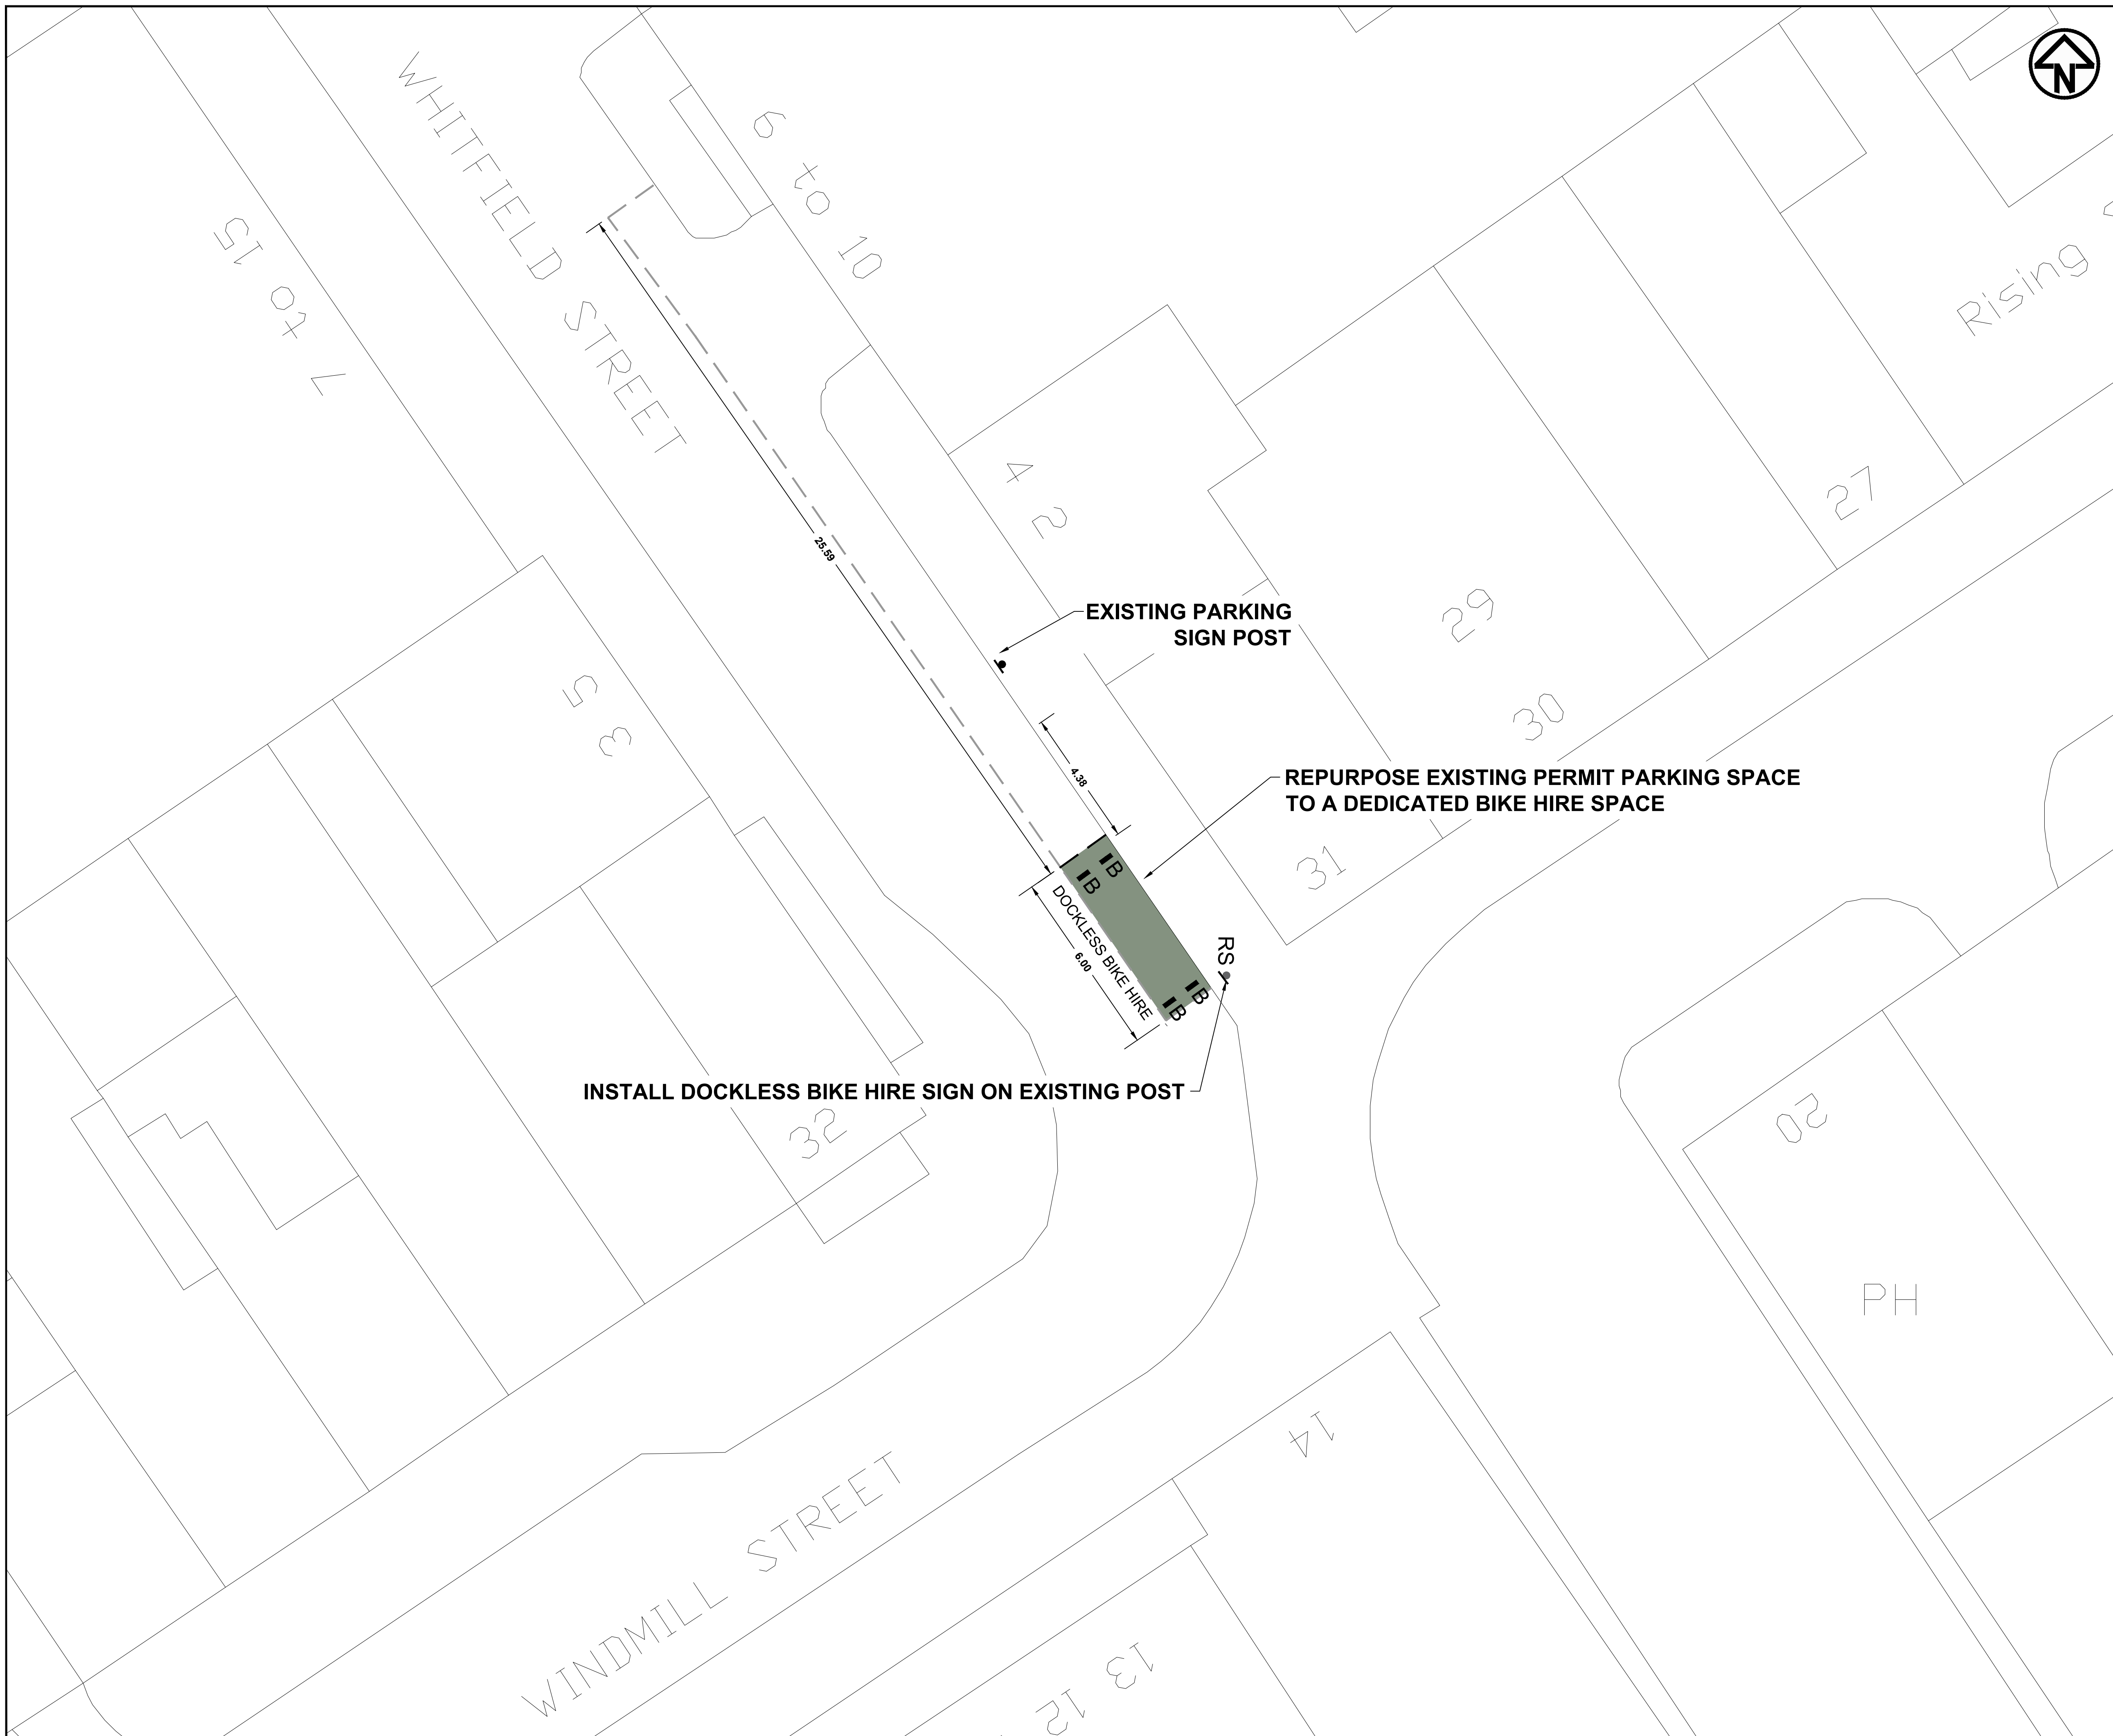 N
WHITFIELD STREET
6 to 10
7 to 15
Rising
4
2
27
25.59
EXISTING PARKING
SIGN POST
29
5
3
30
4.38
REPURPOSE EXISTING PERMIT PARKING SPACE
TO A DEDICATED BIKE HIRE SPACE
31
B
B
DOCKLESS BIKE HIRE
6.00
RS
B
B
INSTALL DOCKLESS BIKE HIRE SIGN ON EXISTING POST
32
20
PH
14
WINDMILL STREET
13
12